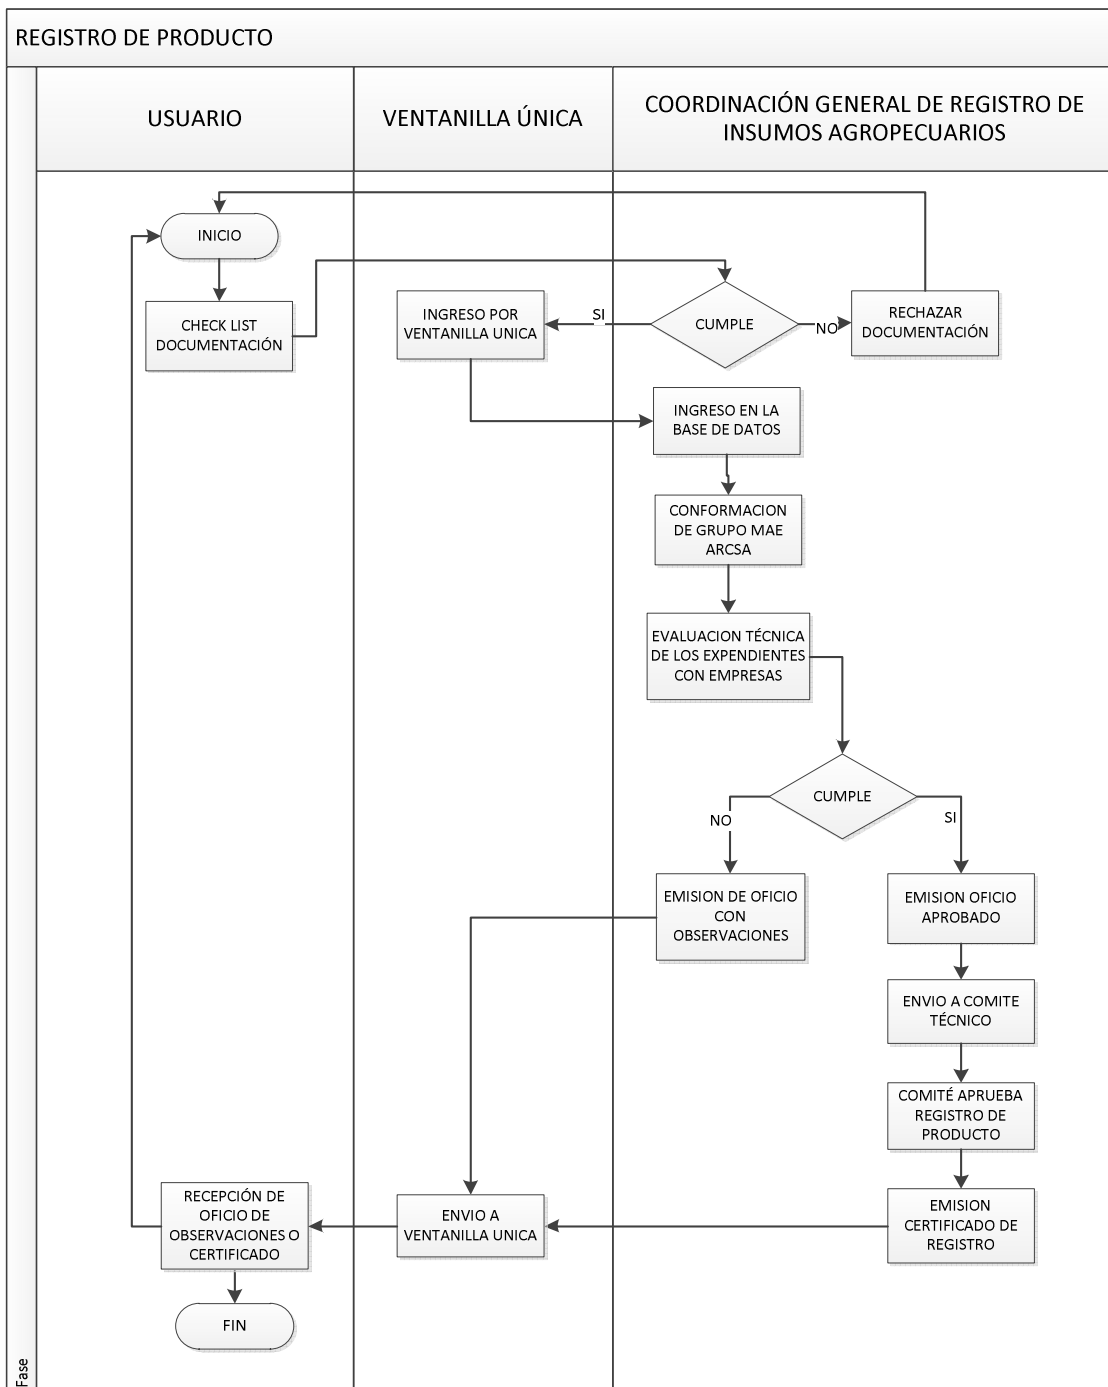 REGISTRO DE PRODUCTO
USUARIO
VENTANILLA ÚNICA
COORDINACIÓN GENERAL DE REGISTRO DE
INSUMOS AGROPECUARIOS
INICIO
CHECK LIST
DOCUMENTACIÓN
INGRESO POR
VENTANILLA UNICA
SI
CUMPLE
NO
RECHAZAR
DOCUMENTACIÓN
INGRESO EN LA
BASE DE DATOS
CONFORMACION
DE GRUPO MAE
ARCSA
EVALUACION TÉCNICA
DE LOS EXPENDIENTES
CON EMPRESAS
CUMPLE
NO
SI
EMISION DE OFICIO
CON
OBSERVACIONES
EMISION OFICIO
APROBADO
ENVIO A COMITE
TÉCNICO
COMITÉ APRUEBA
REGISTRO DE
PRODUCTO
EMISION
CERTIFICADO DE
REGISTRO
ENVIO A
VENTANILLA UNICA
RECEPCIÓN DE
OFICIO DE
OBSERVACIONES O
CERTIFICADO
FIN
Fase